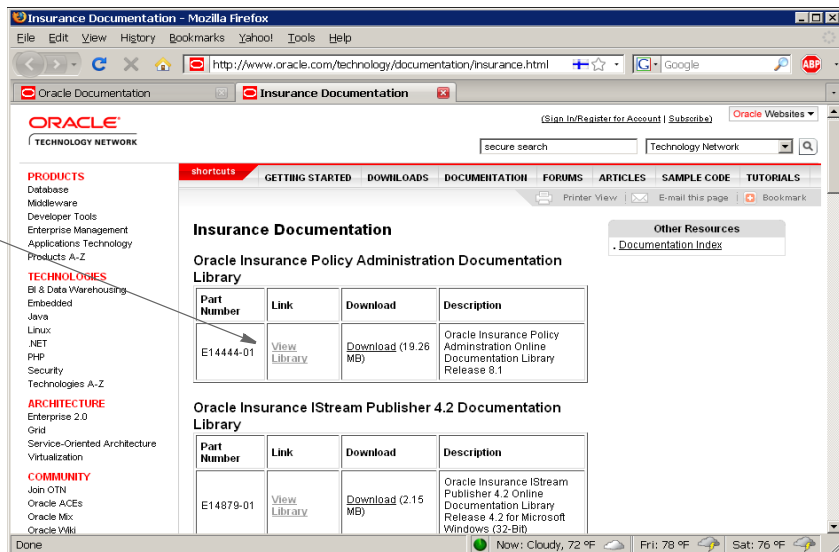 Insurance Documentation - Mozilla Firefox
File Edit View History Bookmarks Yahoo! Tools Help
http://www.oracle.com/technology/documentation/insurance.html
G Google
ABP
Oracle Documentation
Insurance Documentation
ORACLE
TECHNOLOGY NETWORK
(Sign In/Register for Account | Subscribe)
Oracle Websites
secure search
Technology Network
shortcuts GETTING STARTED DOWNLOADS DOCUMENTATION FORUMS ARTICLES SAMPLE CODE TUTORIALS
Printer View E-mail this page Bookmark
PRODUCTS
Database
Middleware
Developer Tools
Enterprise Management
Applications Technology
Products A-Z
TECHNOLOGIES
BI & Data Warehousing
Embedded
Java
Linux
.NET
PHP
Security
Technologies A-Z
ARCHITECTURE
Enterprise 2.0
Grid
Service-Oriented Architecture
Virtualization
COMMUNITY
Join OTN
Oracle ACEs
Oracle Mix
Oracle Wiki
Insurance Documentation
Oracle Insurance Policy Administration Documentation
Library
Part
Number
Link
Download
Description
E14444-01
View
Library
Download (19.26
MB)
Oracle Insurance Policy
Adminstration Online
Documentation Library
Release 8.1
Oracle Insurance IStream Publisher 4.2 Documentation
Library
Part
Number
Link
Download
Description
E14879-01
View
Library
Download (2.15
MB)
Oracle Insurance IStream
Publisher 4.2 Online
Documentation Library
Release 4.2 for Microsoft
Windows (32-Bit)
Other Resources
. Documentation Index
Done
Now: Cloudy, 72 °F
Fri: 78 °F
Sat: 76 °F